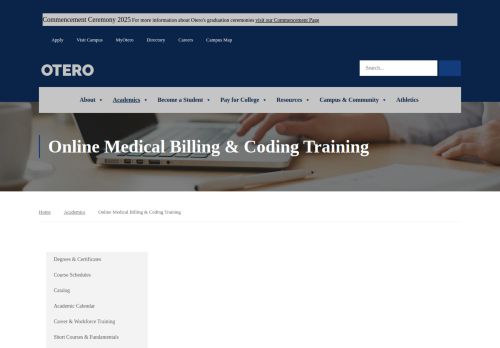 Commencement Ceremony 2025 For more information about Otero's graduation ceremonies visit our Commencement Page
Apply Visit Campus MyOtero Directory Careers Campus Map
OTERO
Search...
About Academics Become a Student Pay for College Resources Campus & Community Athletics
Online Medical Billing & Coding Training
Home Academics Online Medical Billing & Coding Training
Degrees & Certificates
Course Schedules
Catalog
Academic Calendar
Career & Workforce Training
Short Courses & Fundamentals